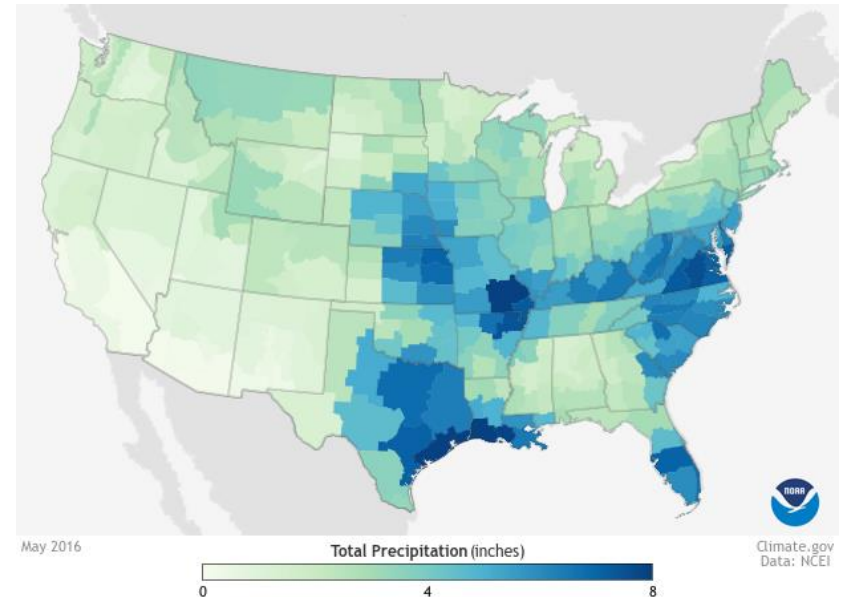 NOAA
May 2016
Total Precipitation (inches)
Climate.gov
Data: NCEI
0
4
8